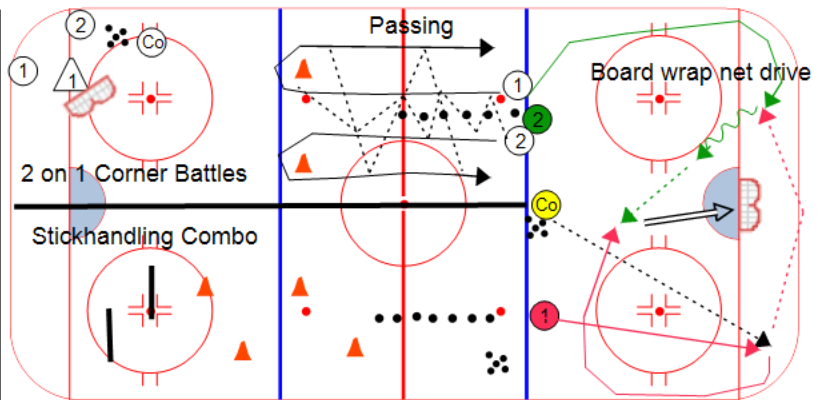 2
Co
1
1
2 on 1 Corner Battles
Stickhandling Combo
Passing
1
2
2
Board wrap net drive
Co
1